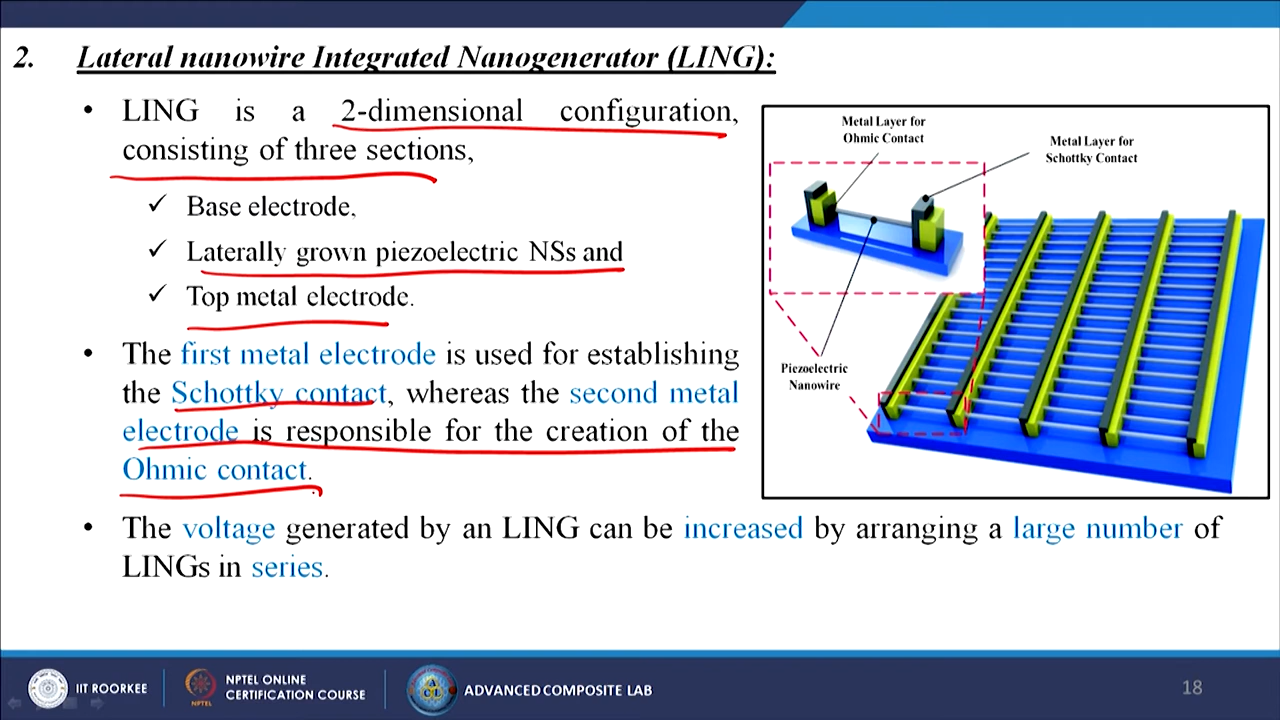 2. Lateral nanowire Integrated Nanogenerator (LING):
• LING is a 2-dimensional configuration,
consisting of three sections,
✓ Base electrode,
✓ Laterally grown piezoelectric NSs and
✓ Top metal electrode.
• The first metal electrode is used for establishing
the Schottky contact, whereas the second metal
electrode is responsible for the creation of the
Ohmic contact.
• The voltage generated by an LING can be increased by arranging a large number of
LINGs in series.
Metal Layer for
Ohmic Contact
Metal Layer for
Schottky Contact
Piezoelectric
Nanowire
IIT ROORKEE
NPTEL
NPTEL ONLINE
CERTIFICATION COURSE
ADVANCED COMPOSITE LAB
18